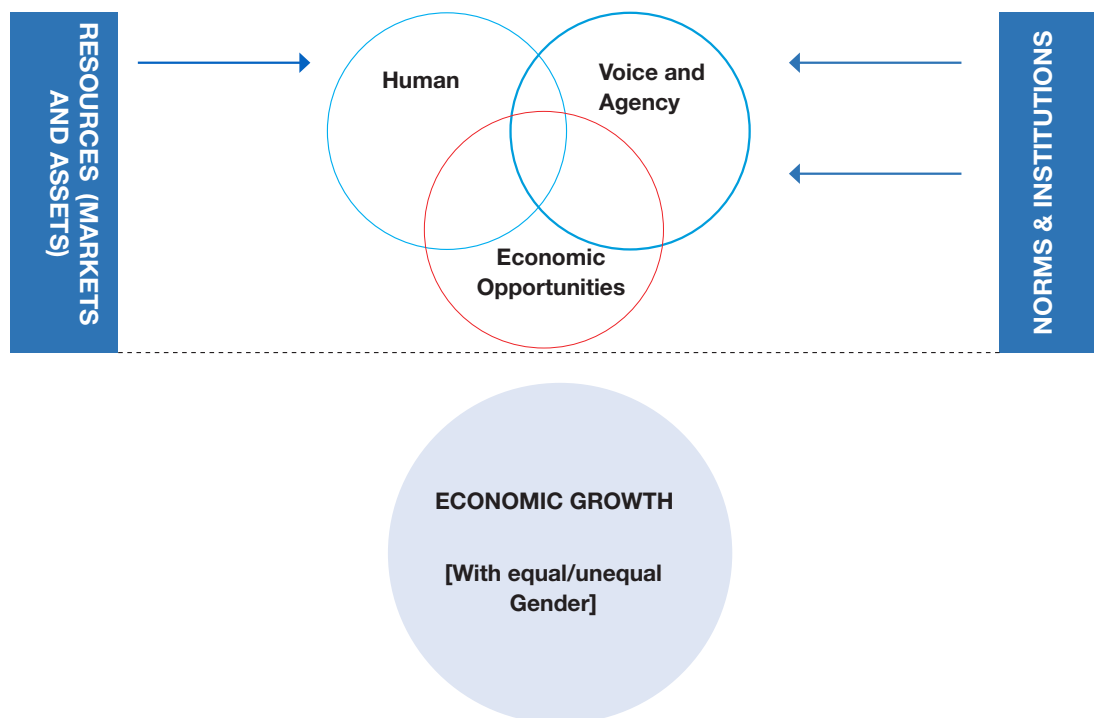 RESOURCES (MARKETS
AND ASSETS)
Human
Voice and
Agency
Economic
Opportunities
NORMS & INSTITUTIONS
ECONOMIC GROWTH
[With equal/unequal
Gender]